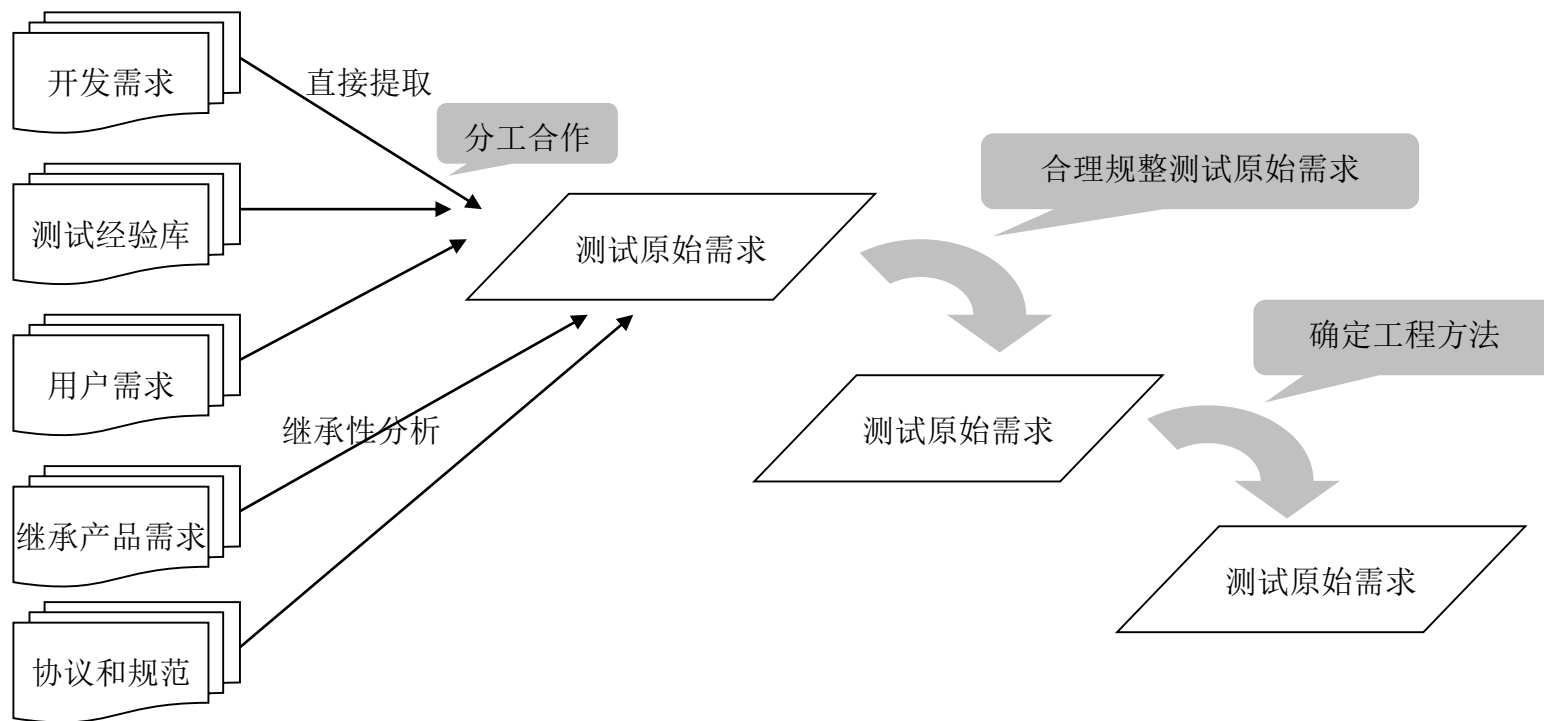 开发需求
直接提取
分工合作
合理规整测试原始需求
测试经验库
测试原始需求
确定工程方法
用户需求
继承性分析
测试原始需求
继承产品需求
测试原始需求
协议和规范